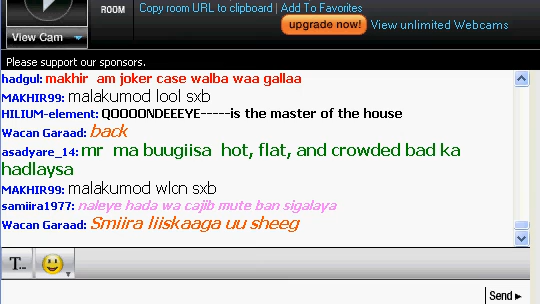 ROOM
Copy room URL to clipboard | Add To Favorites
upgrade now! View unlimited Webcams
View Cam
Please support our sponsors.
hadgul: makhir am joker case walba waa gallaa
MAKHIR99: malakumod lool sxb
HILIUM-element: QOOOONDEEEYE-----is the master of the house
Wacan Garaad: back
asadyare_14: mr ma buugiisa hot, flat, and crowded bad ka
hadlaysa
MAKHIR99: malakumod wlcn sxb
samiira1977: naleye hada wa cajib mute ban sigalaya
Wacan Garaad: Smiira liiskaaga uu sheeg
T...
Send